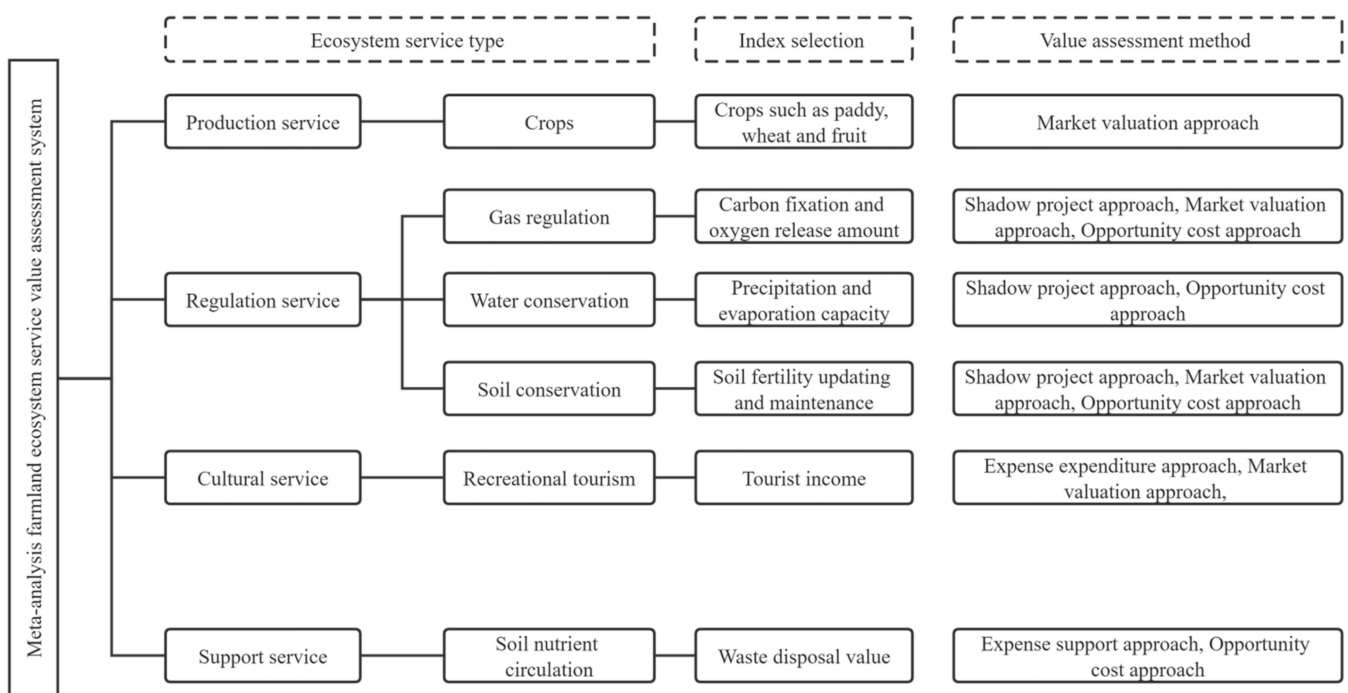 Meta-analysis farmland ecosystem service value assessment system
Ecosystem service type
Index selection
Value assessment method
Production service
Crops
Crops such as paddy,
wheat and fruit
Market valuation approach
Regulation service
Gas regulation
Carbon fixation and
oxygen release amount
Shadow project approach, Market valuation
approach, Opportunity cost approach
Water conservation
Precipitation and
evaporation capacity
Shadow project approach, Opportunity cost
approach
Soil conservation
Soil fertility updating
and maintenance
Shadow project approach, Market valuation
approach, Opportunity cost approach
Cultural service
Recreational tourism
Tourist income
Expense expenditure approach, Market
valuation approach,
Support service
Soil nutrient
circulation
Waste disposal value
Expense support approach, Opportunity
cost approach